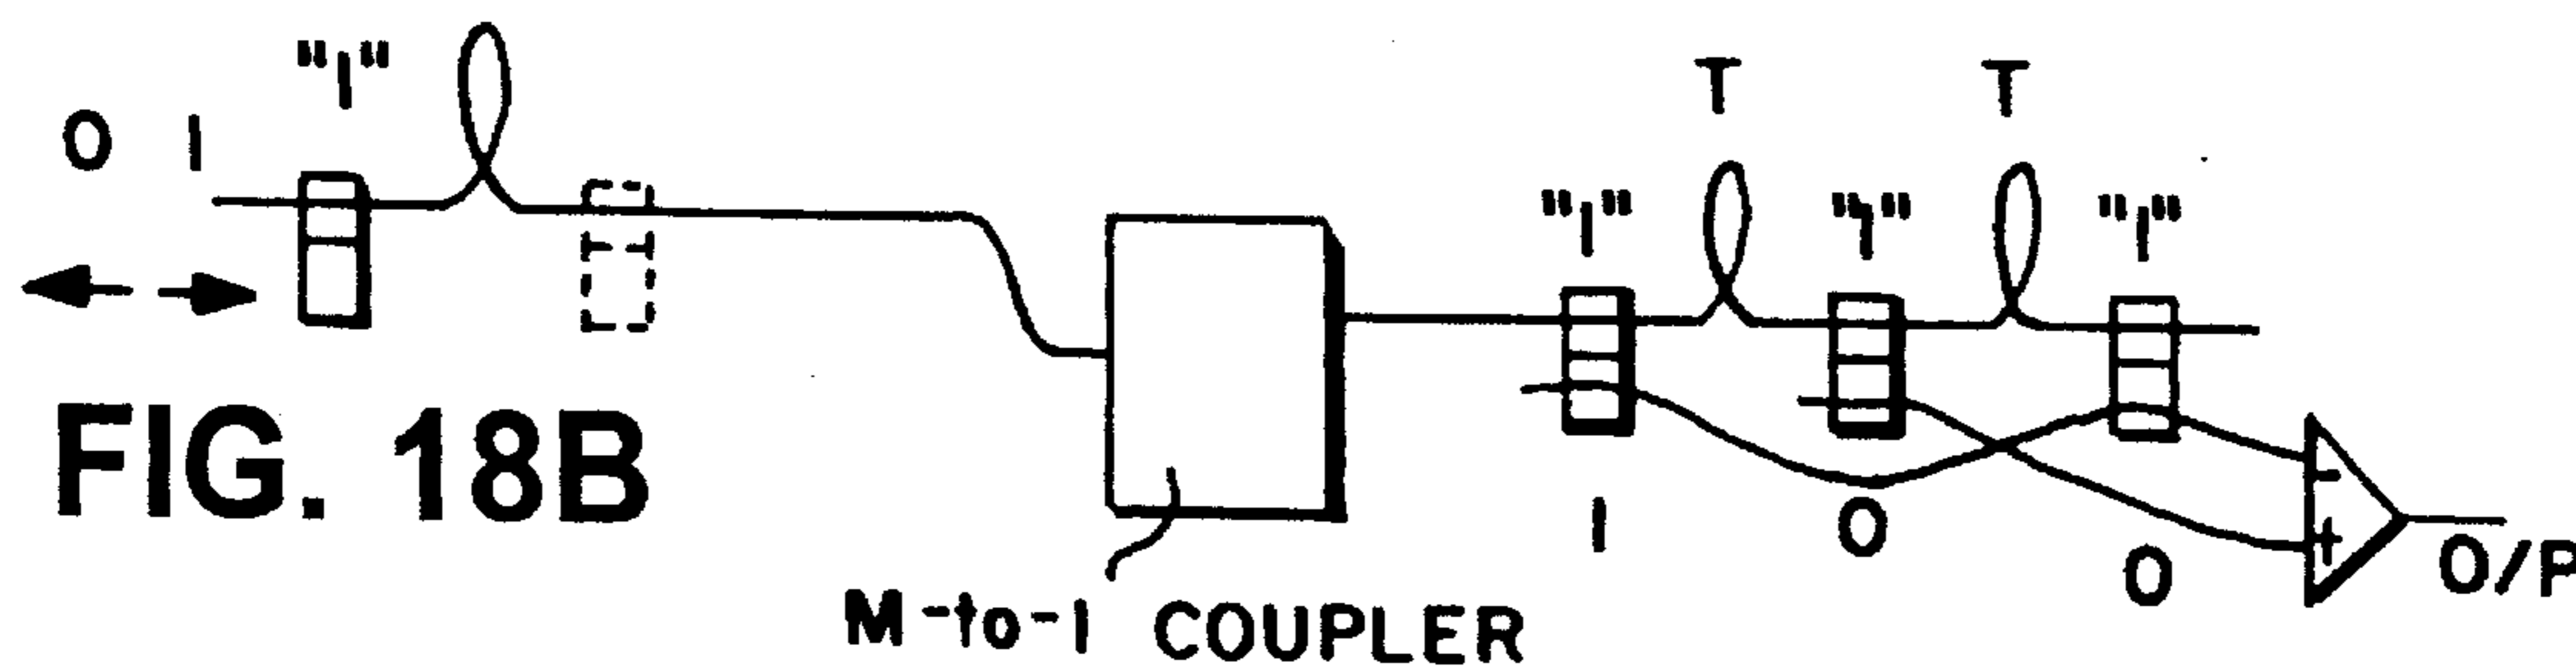 "1"
T T
0 1
"1" "1" "1"
FIG. 18B
- 
1 0 +
0 O/P
M-to-1 COUPLER